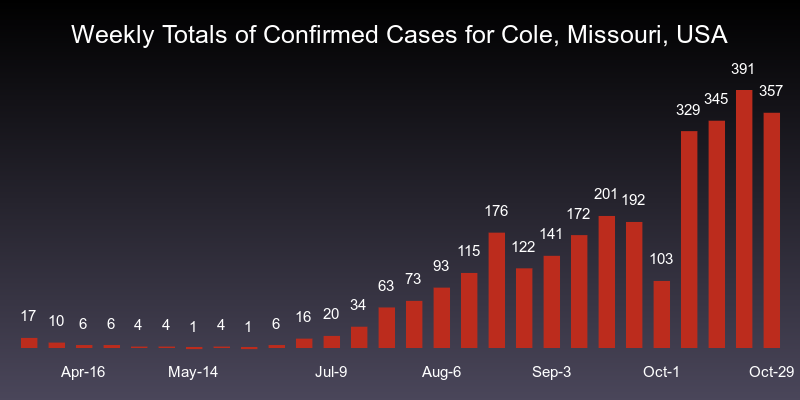 Weekly Totals of Confirmed Cases for Cole, Missouri, USA
17 10 6 6 4 4 1 4 1 6 16 20 34 63 73 93 115 176 122 141 172 201 192 103 329 345 391 357
Apr-16 May-14 Jul-9 Aug-6 Sep-3 Oct-1 Oct-29